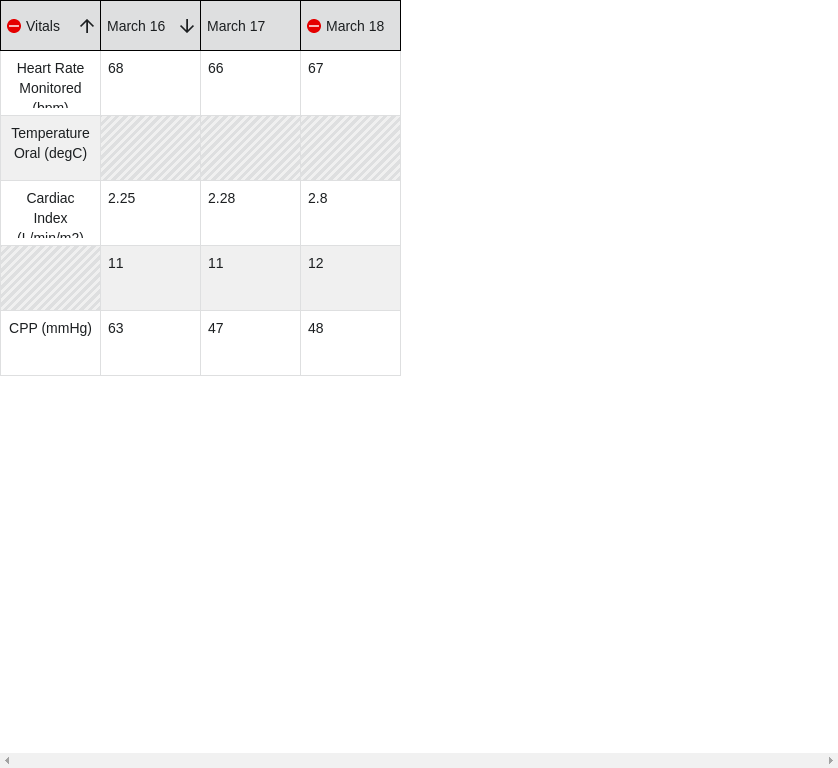 Vitals March 16 March 17 March 18
Heart Rate 68 66 67
Monitored
(bpm)
Temperature
Oral (degC)
Cardiac 2.25 2.28 2.8
Index
(L/min/m2)
11 11 12
CPP (mmHg) 63 47 48